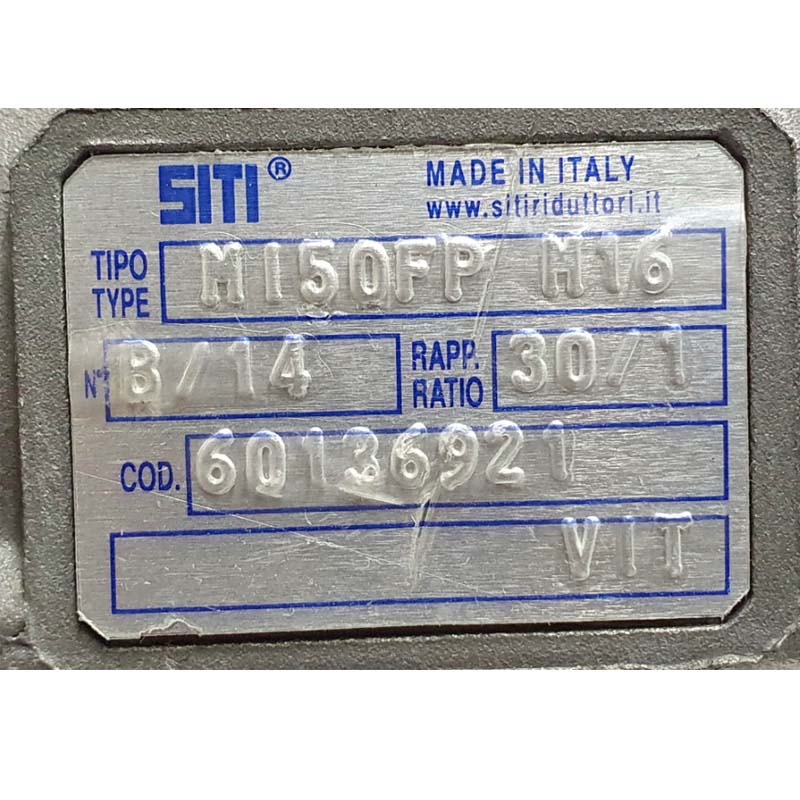 SITI® MADE IN ITALY
www.sitiriduttori.it
TIPO
TYPE MI50FP M16
N° B/14 RAPP.
RATIO 30/1
COD. 60136921
VIT